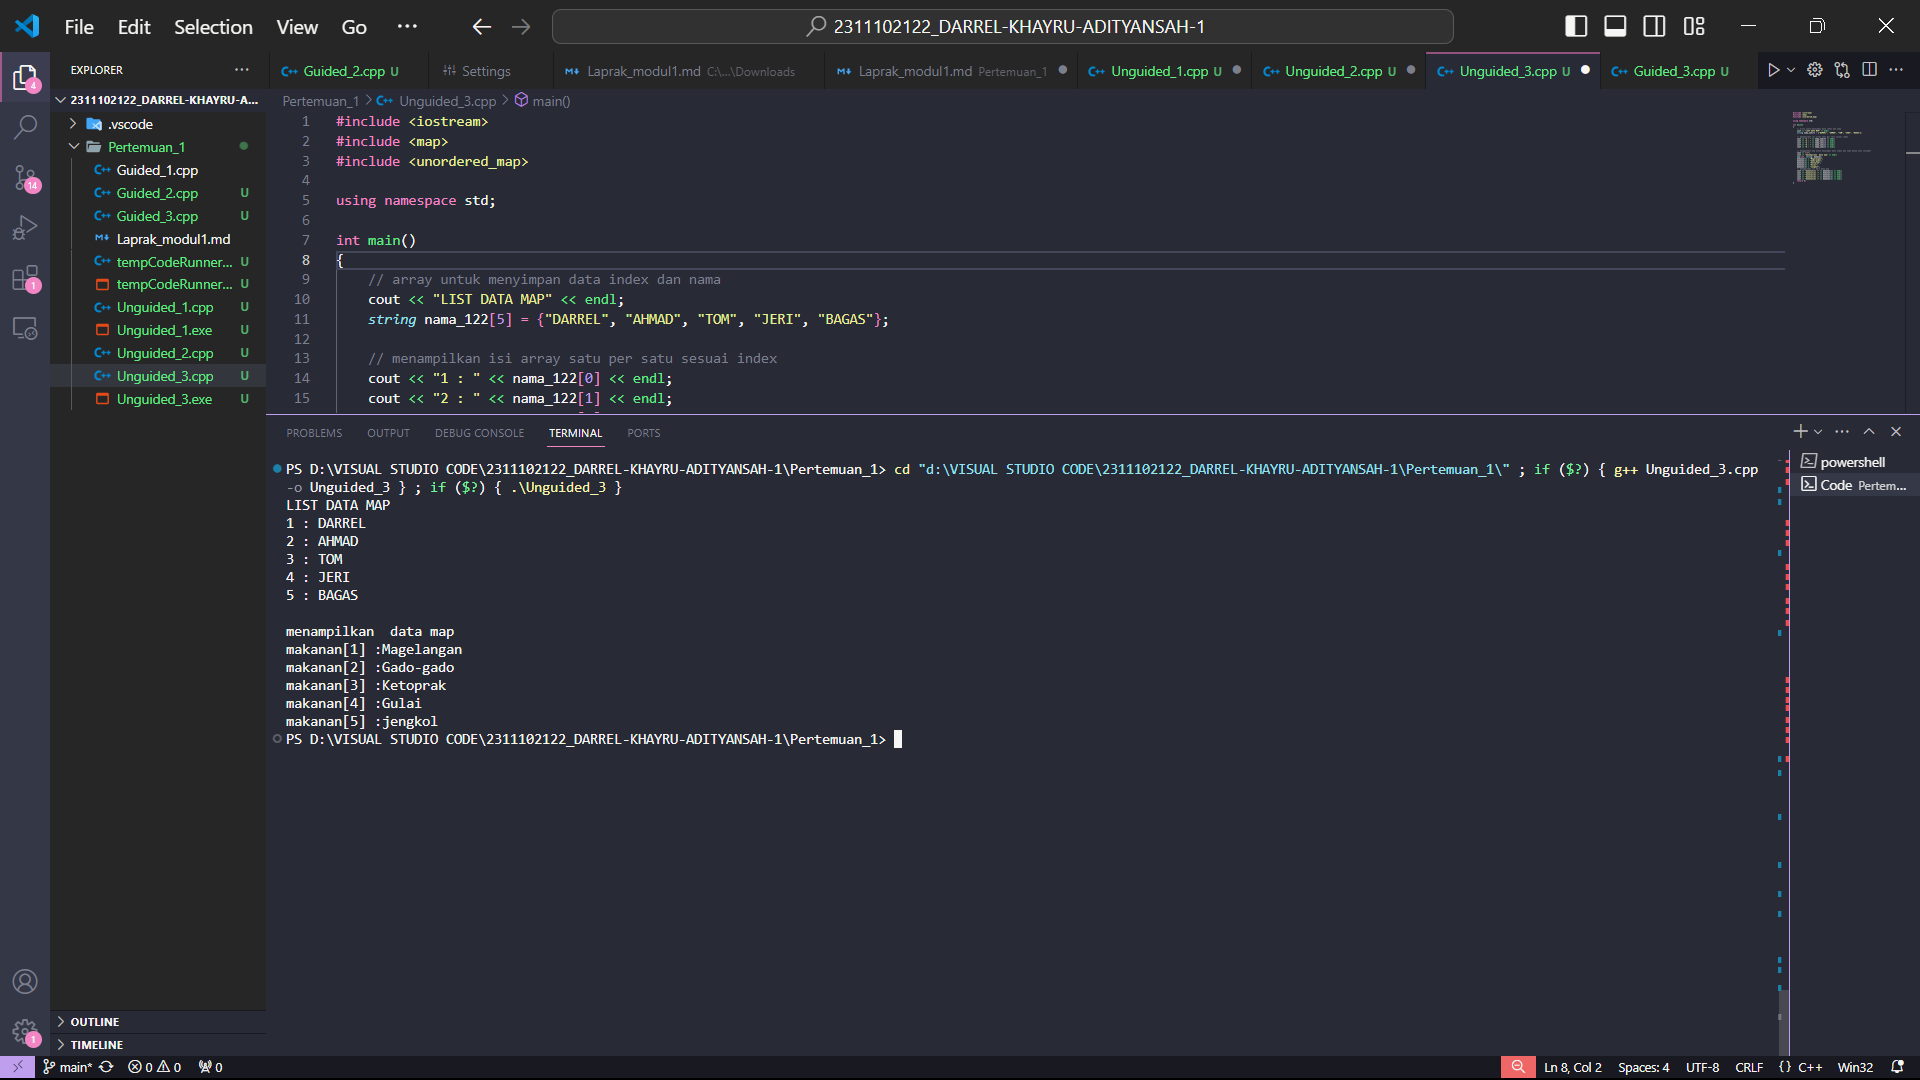 File Edit Selection View Go ··· 2311102122_DARREL-KHAYRU-ADITYANSAH-1
EXPLORER ···
2311102122_DARREL-KHAYRU-A...
.vscode
Pertemuan_1
Guided_1.cpp
Guided_2.cpp U
Guided_3.cpp U
Laprak_modul1.md
tempCodeRunner... U
tempCodeRunner... U
Unguided_1.cpp U
Unguided_1.exe U
Unguided_2.cpp U
Unguided_3.cpp U
Unguided_3.exe U
OUTLINE
TIMELINE
4
14
1
1
Guided_2.cpp U Settings Laprak_modul1.md C:\...\Downloads Laprak_modul1.md Pertemuan_1 Unguided_1.cpp U Unguided_2.cpp U Unguided_3.cpp U Guided_3.cpp U
Pertemuan_1 > Unguided_3.cpp > main()
1 #include <iostream>
2 #include <map>
3 #include <unordered_map>
4
5 using namespace std;
6
7 int main()
8 {
9 // array untuk menyimpan data index dan nama
10 cout << "LIST DATA MAP" << endl;
11 string nama_122[5] = {"DARREL", "AHMAD", "TOM", "JERI", "BAGAS"};
12
13 // menampilkan isi array satu per satu sesuai index
14 cout << "1 : " << nama_122[0] << endl;
15 cout << "2 : " << nama_122[1] << endl;
PROBLEMS OUTPUT DEBUG CONSOLE TERMINAL PORTS
PS D:\VISUAL STUDIO CODE\2311102122_DARREL-KHAYRU-ADITYANSAH-1\Pertemuan_1> cd "d:\VISUAL STUDIO CODE\2311102122_DARREL-KHAYRU-ADITYANSAH-1\Pertemuan_1\" ; if ($?) { g++ Unguided_3.cpp
-o Unguided_3 } ; if ($?) { .\Unguided_3 }
LIST DATA MAP
1 : DARREL
2 : AHMAD
3 : TOM
4 : JERI
5 : BAGAS
menampilkan  data map
makanan[1] :Magelangan
makanan[2] :Gado-gado
makanan[3] :Ketoprak
makanan[4] :Gulai
makanan[5] :jengkol
PS D:\VISUAL STUDIO CODE\2311102122_DARREL-KHAYRU-ADITYANSAH-1\Pertemuan_1>
powershell
Code Pertem...
main* 0 0 0 Ln 8, Col 2 Spaces: 4 UTF-8 CRLF {} C++ Win32